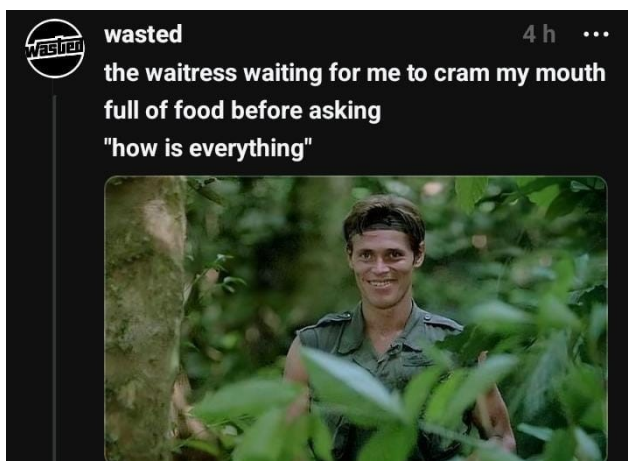 wasted
wasted 4 h
the waitress waiting for me to cram my mouth
full of food before asking
"how is everything"